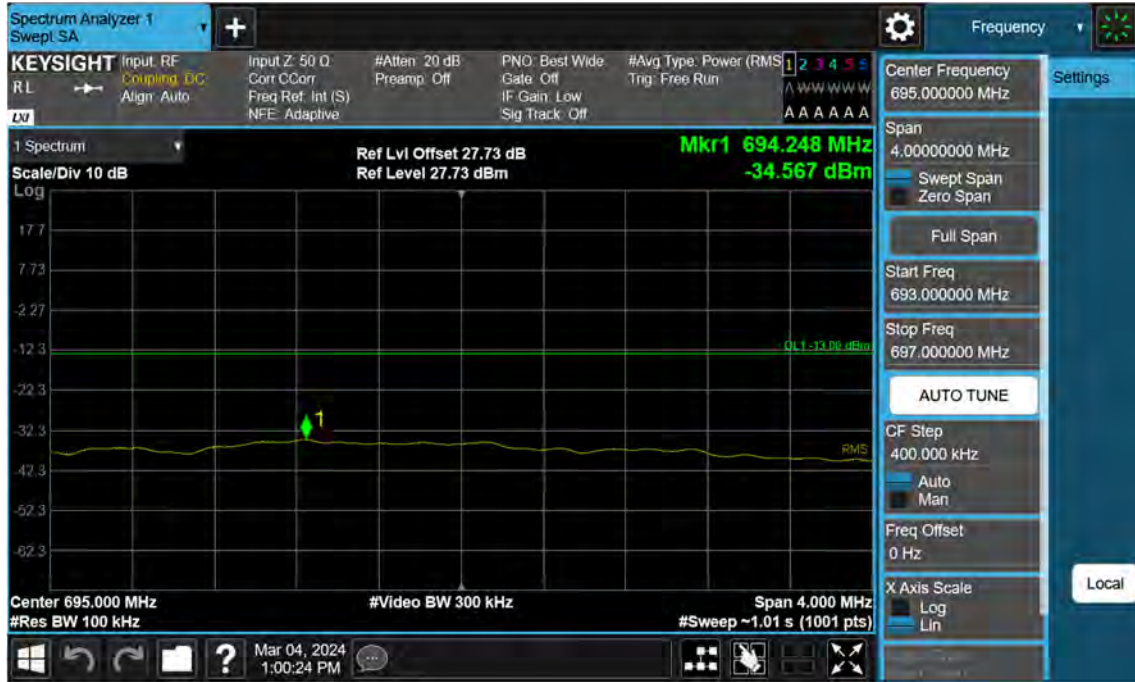 Spectrum Analyzer 1
Swept SA
Frequency
KEYSIGHT
RL
LXI
Input: RF
Coupling: DC
Align: Auto
Input Z: 50 Ω
Corr CCorr
Freq Ref: Int (S)
NFE: Adaptive
#Atten: 20 dB
Preamp: Off
PNO: Best Wide
Gate: Off
IF Gain: Low
Sig Track: Off
#Avg Type: Power (RMS
Trig: Free Run
1 2 3 4 5 6
A W W W W W
A A A A A A
1 Spectrum
Scale/Div 10 dB
Ref Lvl Offset 27.73 dB
Ref Level 27.73 dBm
Mkr1 694.248 MHz
-34.567 dBm
Log
17.7
7.73
-2.27
-12.3
DL1 -13.00 dBm
-22.3
1
-32.3
RMS
-42.3
-52.3
-62.3
Center 695.000 MHz
#Video BW 300 kHz
Span 4.000 MHz
#Res BW 100 kHz
#Sweep ~1.01 s (1001 pts)
Center Frequency
695.000000 MHz
Settings
Span
4.00000000 MHz
Swept Span
Zero Span
Full Span
Start Freq
693.000000 MHz
Stop Freq
697.000000 MHz
AUTO TUNE
CF Step
400.000 kHz
Auto
Man
Freq Offset
0 Hz
X Axis Scale
Log
Lin
Local
?
Mar 04, 2024
1:00:24 PM